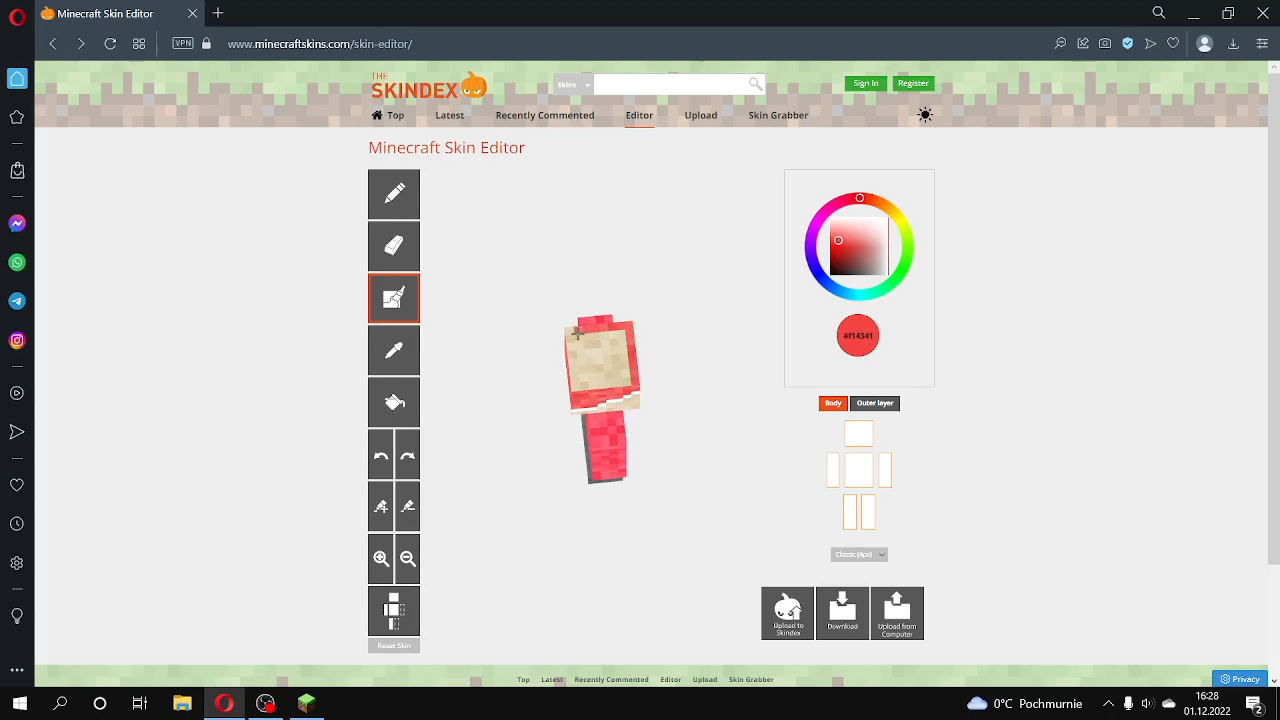 Minecraft Skin Editor
VPN
www.minecraftskins.com/skin-editor/
THE
SKINDEX
Skins
Sign In
Register
Top
Latest
Recently Commented
Editor
Upload
Skin Grabber
Minecraft Skin Editor
#f14341
Body
Outer layer
Classic (4px)
Upload to
Skindex
Download
Upload from
Computer
Reset Skin
Top
Latest
Recently Commented
Editor
Upload
Skin Grabber
Privacy
0°C Pochmurnie
16:28
01.12.2022
2